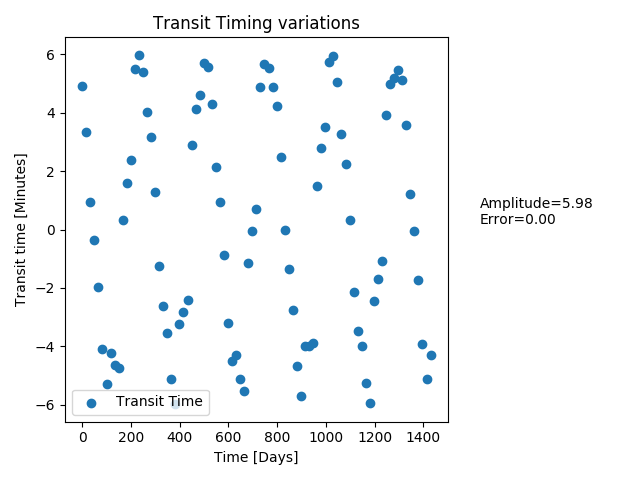 Transit Timing variations
Transit time [Minutes]
6
4
2
0
−2
−4
−6
Amplitude=5.98
Error=0.00
Transit Time
0 200 400 600 800 1000 1200 1400
Time [Days]